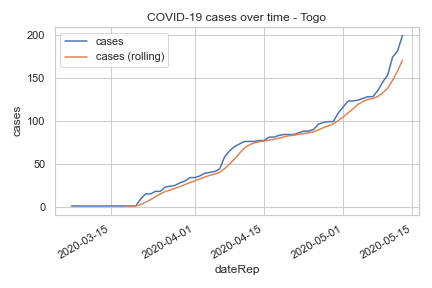 COVID-19 cases over time - Togo
cases
cases (rolling)
200
150
100
50
0
cases
2020-03-15
2020-04-01
2020-04-15
2020-05-01
2020-05-15
dateRep